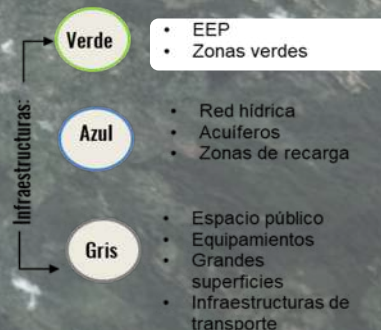 Infraestructuras:
Verde
• EEP
• Zonas verdes
Azul
• Red hídrica
• Acuíferos
• Zonas de recarga
Gris
• Espacio público
• Equipamientos
• Grandes
superficies
• Infraestructuras de
transporte